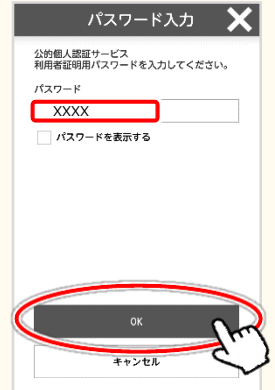 パスワード入力
公的個人認証サービス
利用者証明用パスワードを入力してください。
パスワード
XXXX
パスワードを表示する
OK
キャンセル